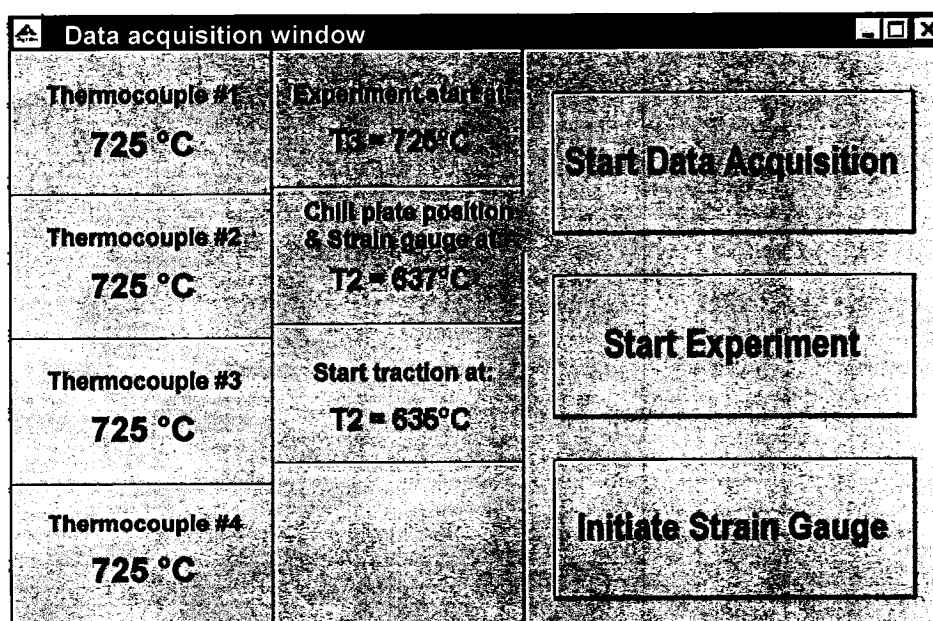 Data acquisition window
Thermocouple #1
725 °C
Thermocouple #2
725 °C
Thermocouple #3
725 °C
Thermocouple #4
725 °C
Experiment start at:
T3 = 725°C
Chill plate position
& Strain gauge at:
T2 = 637°C
Start traction at:
T2 = 635°C
Start Data Acquisition
Start Experiment
Initiate Strain Gauge